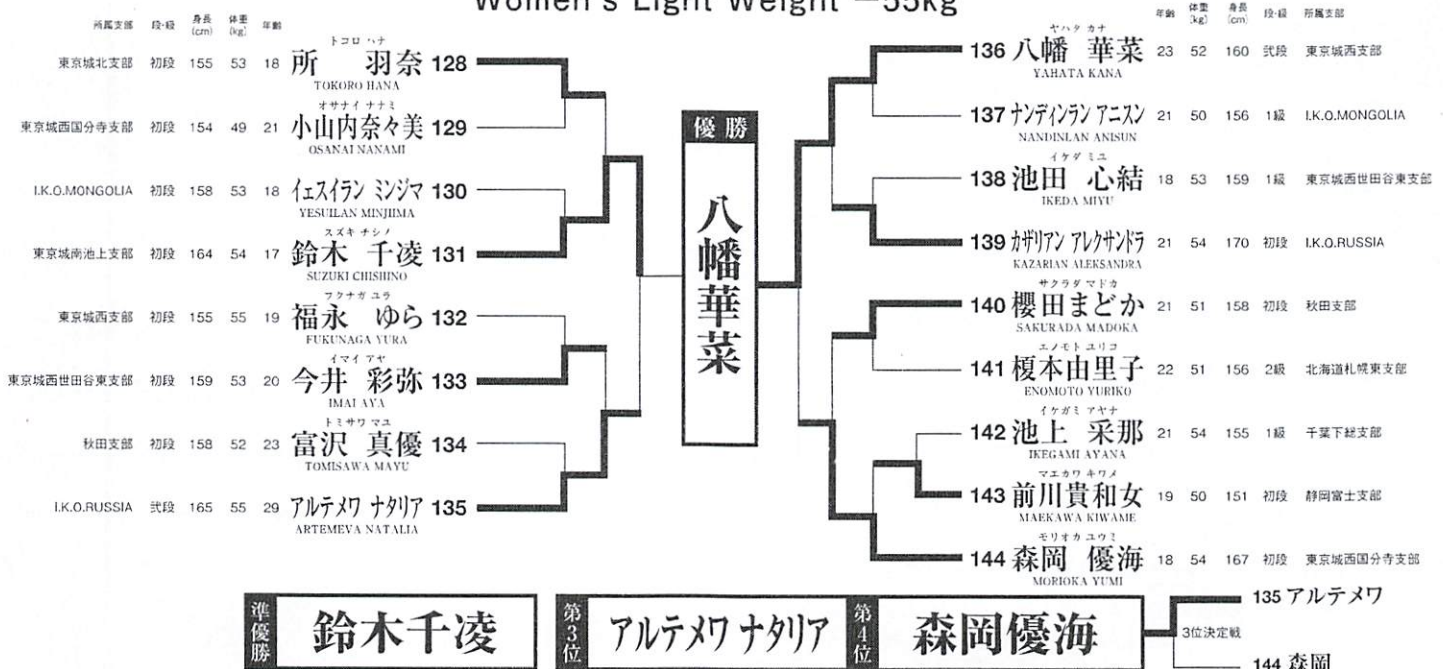 Women's Light Weight −55kg
所属支部 段·級 身長(cm) 体重(kg) 年齢
トコロ ハナ
東京城北支部 初段 155 53 18 所 羽奈 128
TOKORO HANA
オサナイ ナナミ
東京城西国分寺支部 初段 154 49 21 小山内奈々美 129
OSANAI NANAMI
I.K.O.MONGOLIA 初段 158 53 18 イェスイラン ミンジマ 130
YESUILAN MINJIMA
スズキ チシノ
東京城南池上支部 初段 164 54 17 鈴木 千凌 131
SUZUKI CHISHINO
フクナガ ユラ
東京城西支部 初段 155 55 19 福永 ゆら 132
FUKUNAGA YURA
イマイ アヤ
東京城西世田谷東支部 初段 159 53 20 今井 彩弥 133
IMAI AYA
トミサワ マユ
秋田支部 初段 158 52 23 富沢 真優 134
TOMISAWA MAYU
I.K.O.RUSSIA 弐段 165 55 29 アルテメワ ナタリア 135
ARTEMEVA NATALIA
優勝
八幡華菜
年齢 体重(kg) 身長(cm) 段·級 所属支部
ヤハタ カナ
136 八幡 華菜 23 52 160 弐段 東京城西支部
YAHATA KANA
137 ナンディンラン アニスン 21 50 156 1級 I.K.O.MONGOLIA
NANDINLAN ANISUN
イケダ ミユ
138 池田 心結 18 53 159 1級 東京城西世田谷東支部
IKEDA MIYU
139 カザリアン アレクサンドラ 21 54 170 初段 I.K.O.RUSSIA
KAZARIAN ALEKSANDRA
サクラダ マドカ
140 櫻田まどか 21 51 158 初段 秋田支部
SAKURADA MADOKA
エノモト ユリコ
141 榎本由里子 22 51 156 2級 北海道札幌東支部
ENOMOTO YURIKO
イケガミ アヤナ
142 池上 采那 21 54 155 1級 千葉下総支部
IKEGAMI AYANA
マエカワ キワメ
143 前川貴和女 19 50 151 初段 静岡富士支部
MAEKAWA KIWAME
モリオカ ユウミ
144 森岡 優海 18 54 167 初段 東京城西国分寺支部
MORIOKA YUMI
準優勝 鈴木千凌
第3位 アルテメワ ナタリア
第4位 森岡優海
135 アルテメワ
3位決定戦
144 森岡